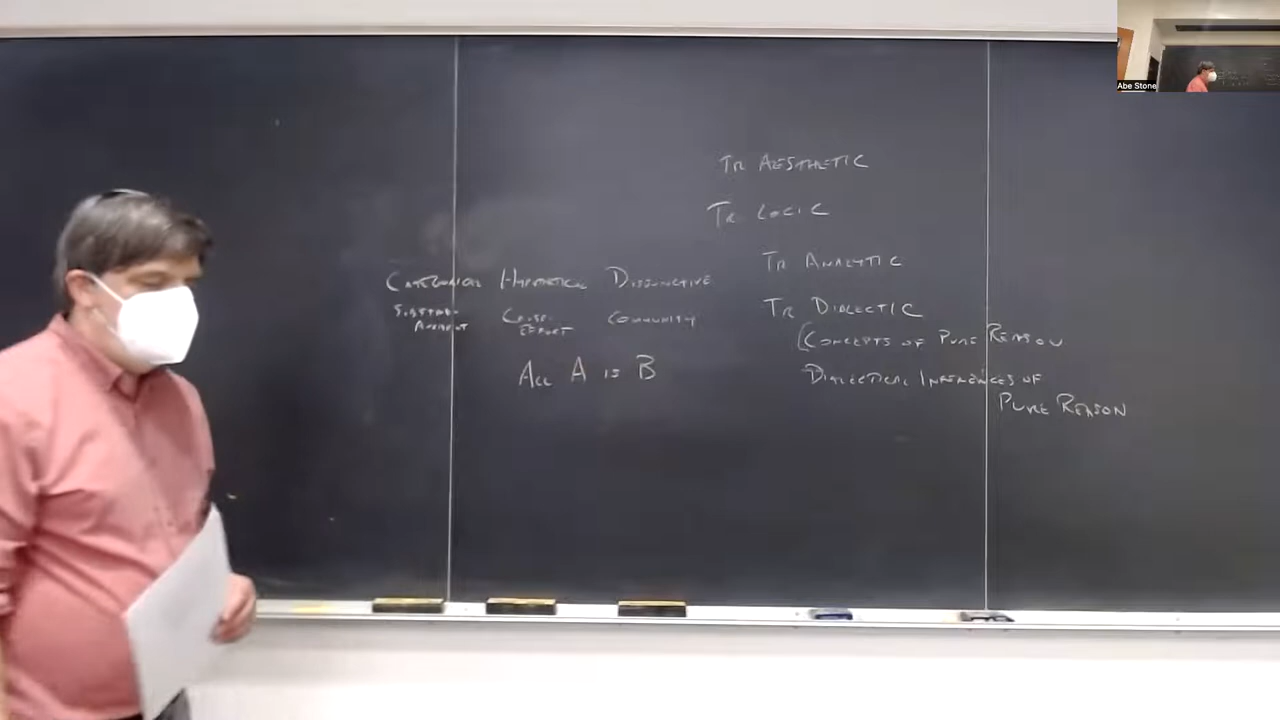 Abe Stone
TR AESTHETIC
TR LOGIC
TR ANALYTIC
TR DIALECTIC
(CONCEPTS OF PURE REASON
DIALECTICAL INFERENCES OF
PURE REASON
CATEGORICAL HYPOTHETICAL DISJUNCTIVE
SUBSTANCE- CAUSE- COMMUNITY
ACCIDENT EFFECT
ALL A IS B